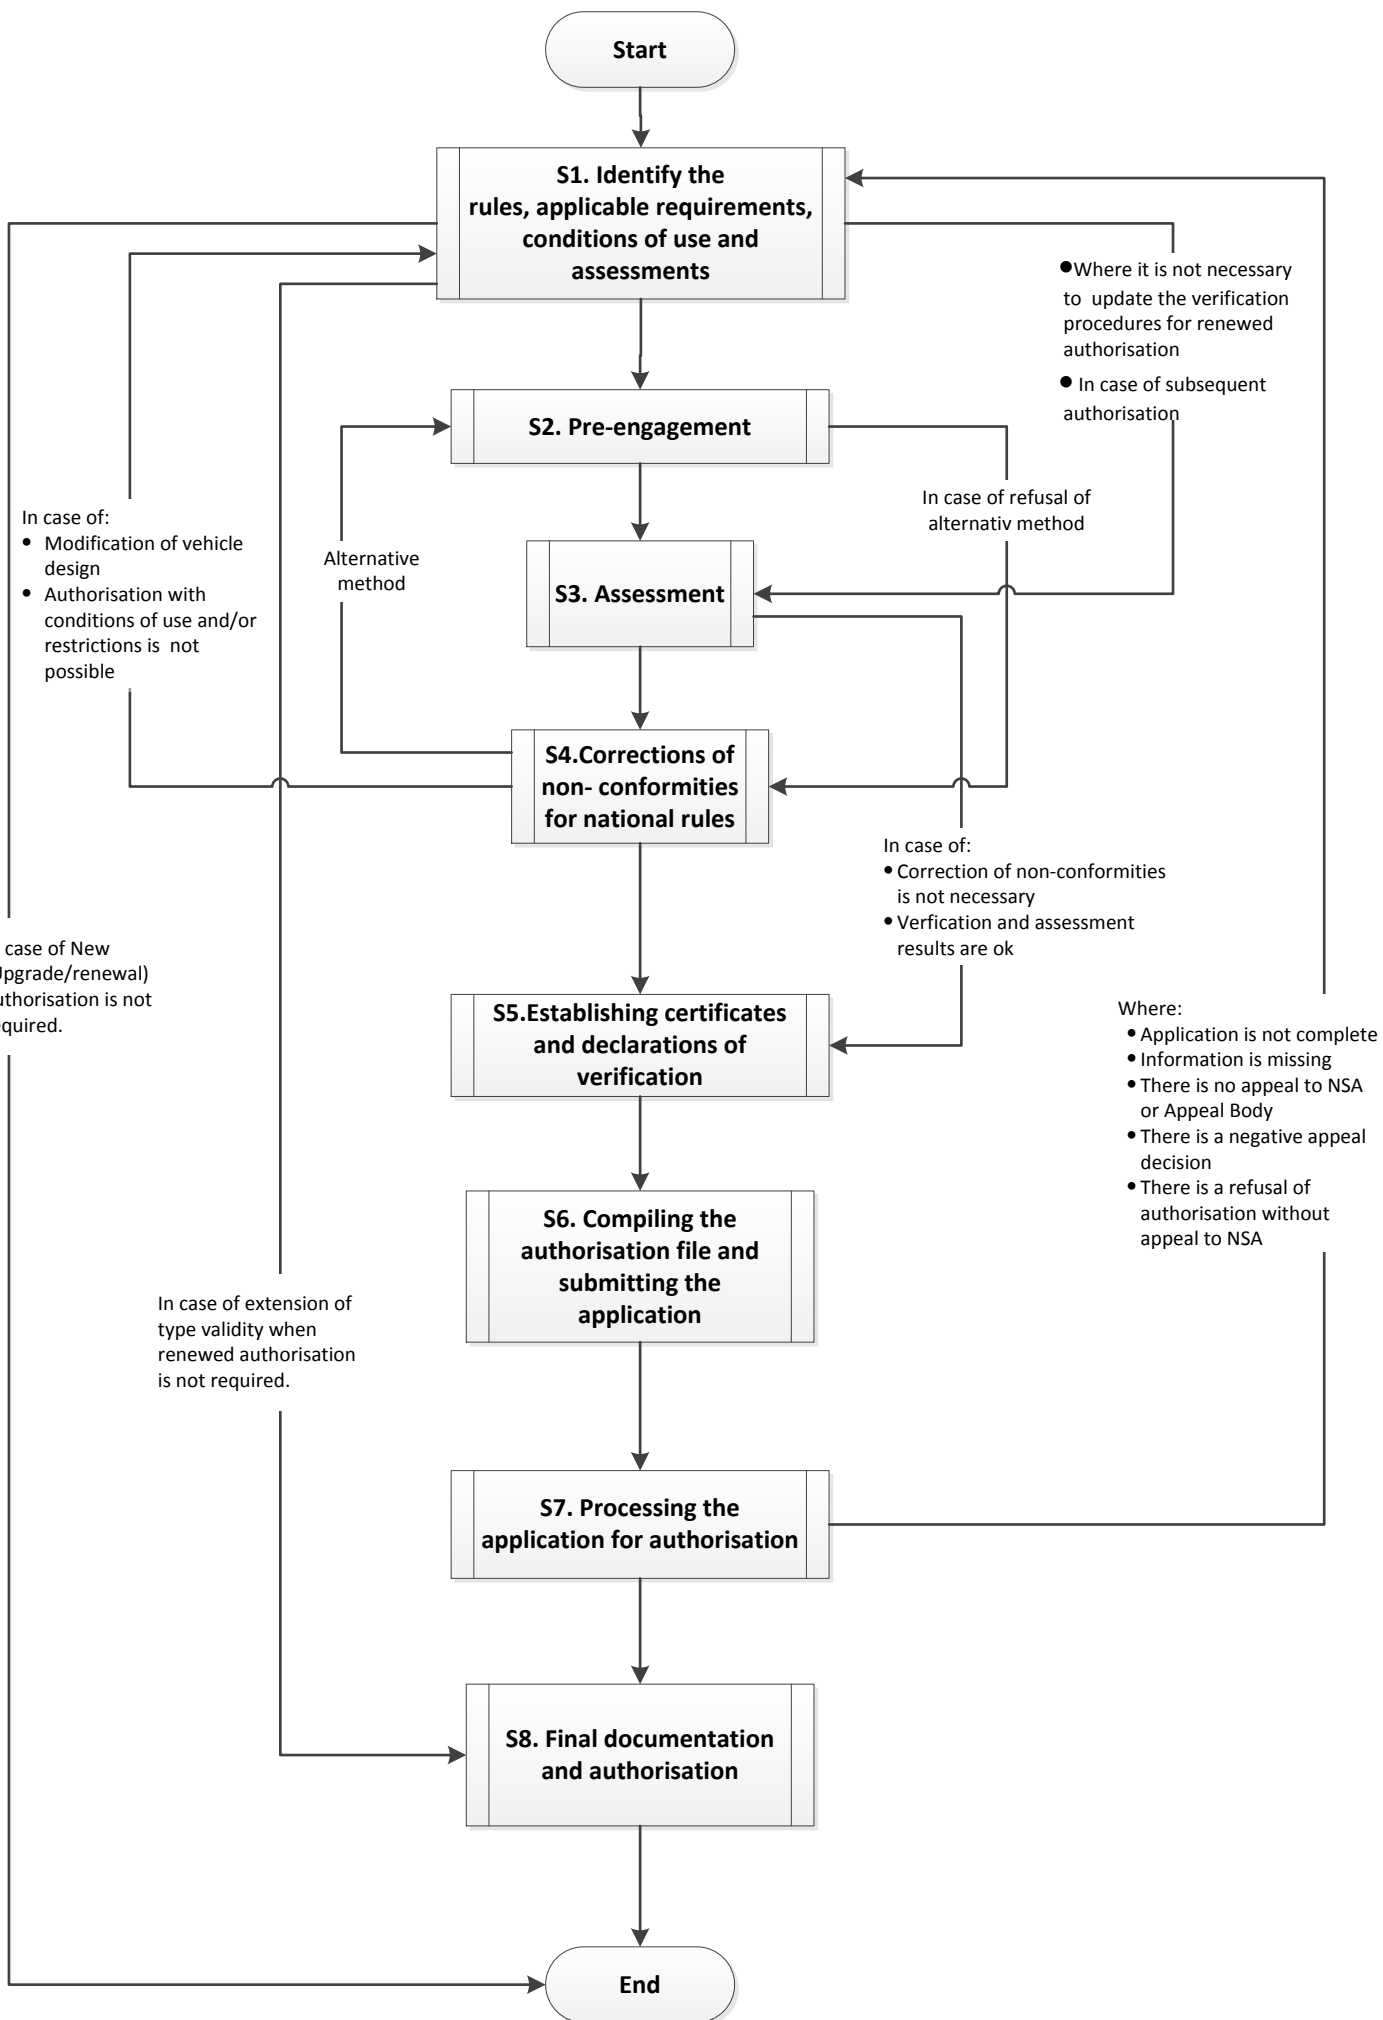 Start
S1. Identify the
rules, applicable requirements,
conditions of use and
assessments
●Where it is not necessary
to  update the verification
procedures for renewed
authorisation
● In case of subsequent
authorisation
S2. Pre-engagement
In case of refusal of
alternativ method
In case of:
• Modification of vehicle
design
• Authorisation with
conditions of use and/or
restrictions is  not
possible
Alternative
method
S3. Assessment
S4.Corrections of
non- conformities
for national rules
In case of:
• Correction of non-conformities
is not necessary
• Verfication and assessment
results are ok
case of New
pgrade/renewal)
uthorisation is not
equired.
S5.Establishing certificates
and declarations of
verification
Where:
• Application is not complete
• Information is missing
• There is no appeal to NSA
or Appeal Body
• There is a negative appeal
decision
• There is a refusal of
authorisation without
appeal to NSA
S6. Compiling the
authorisation file and
submitting the
application
In case of extension of
type validity when
renewed authorisation
is not required.
S7. Processing the
application for authorisation
S8. Final documentation
and authorisation
End